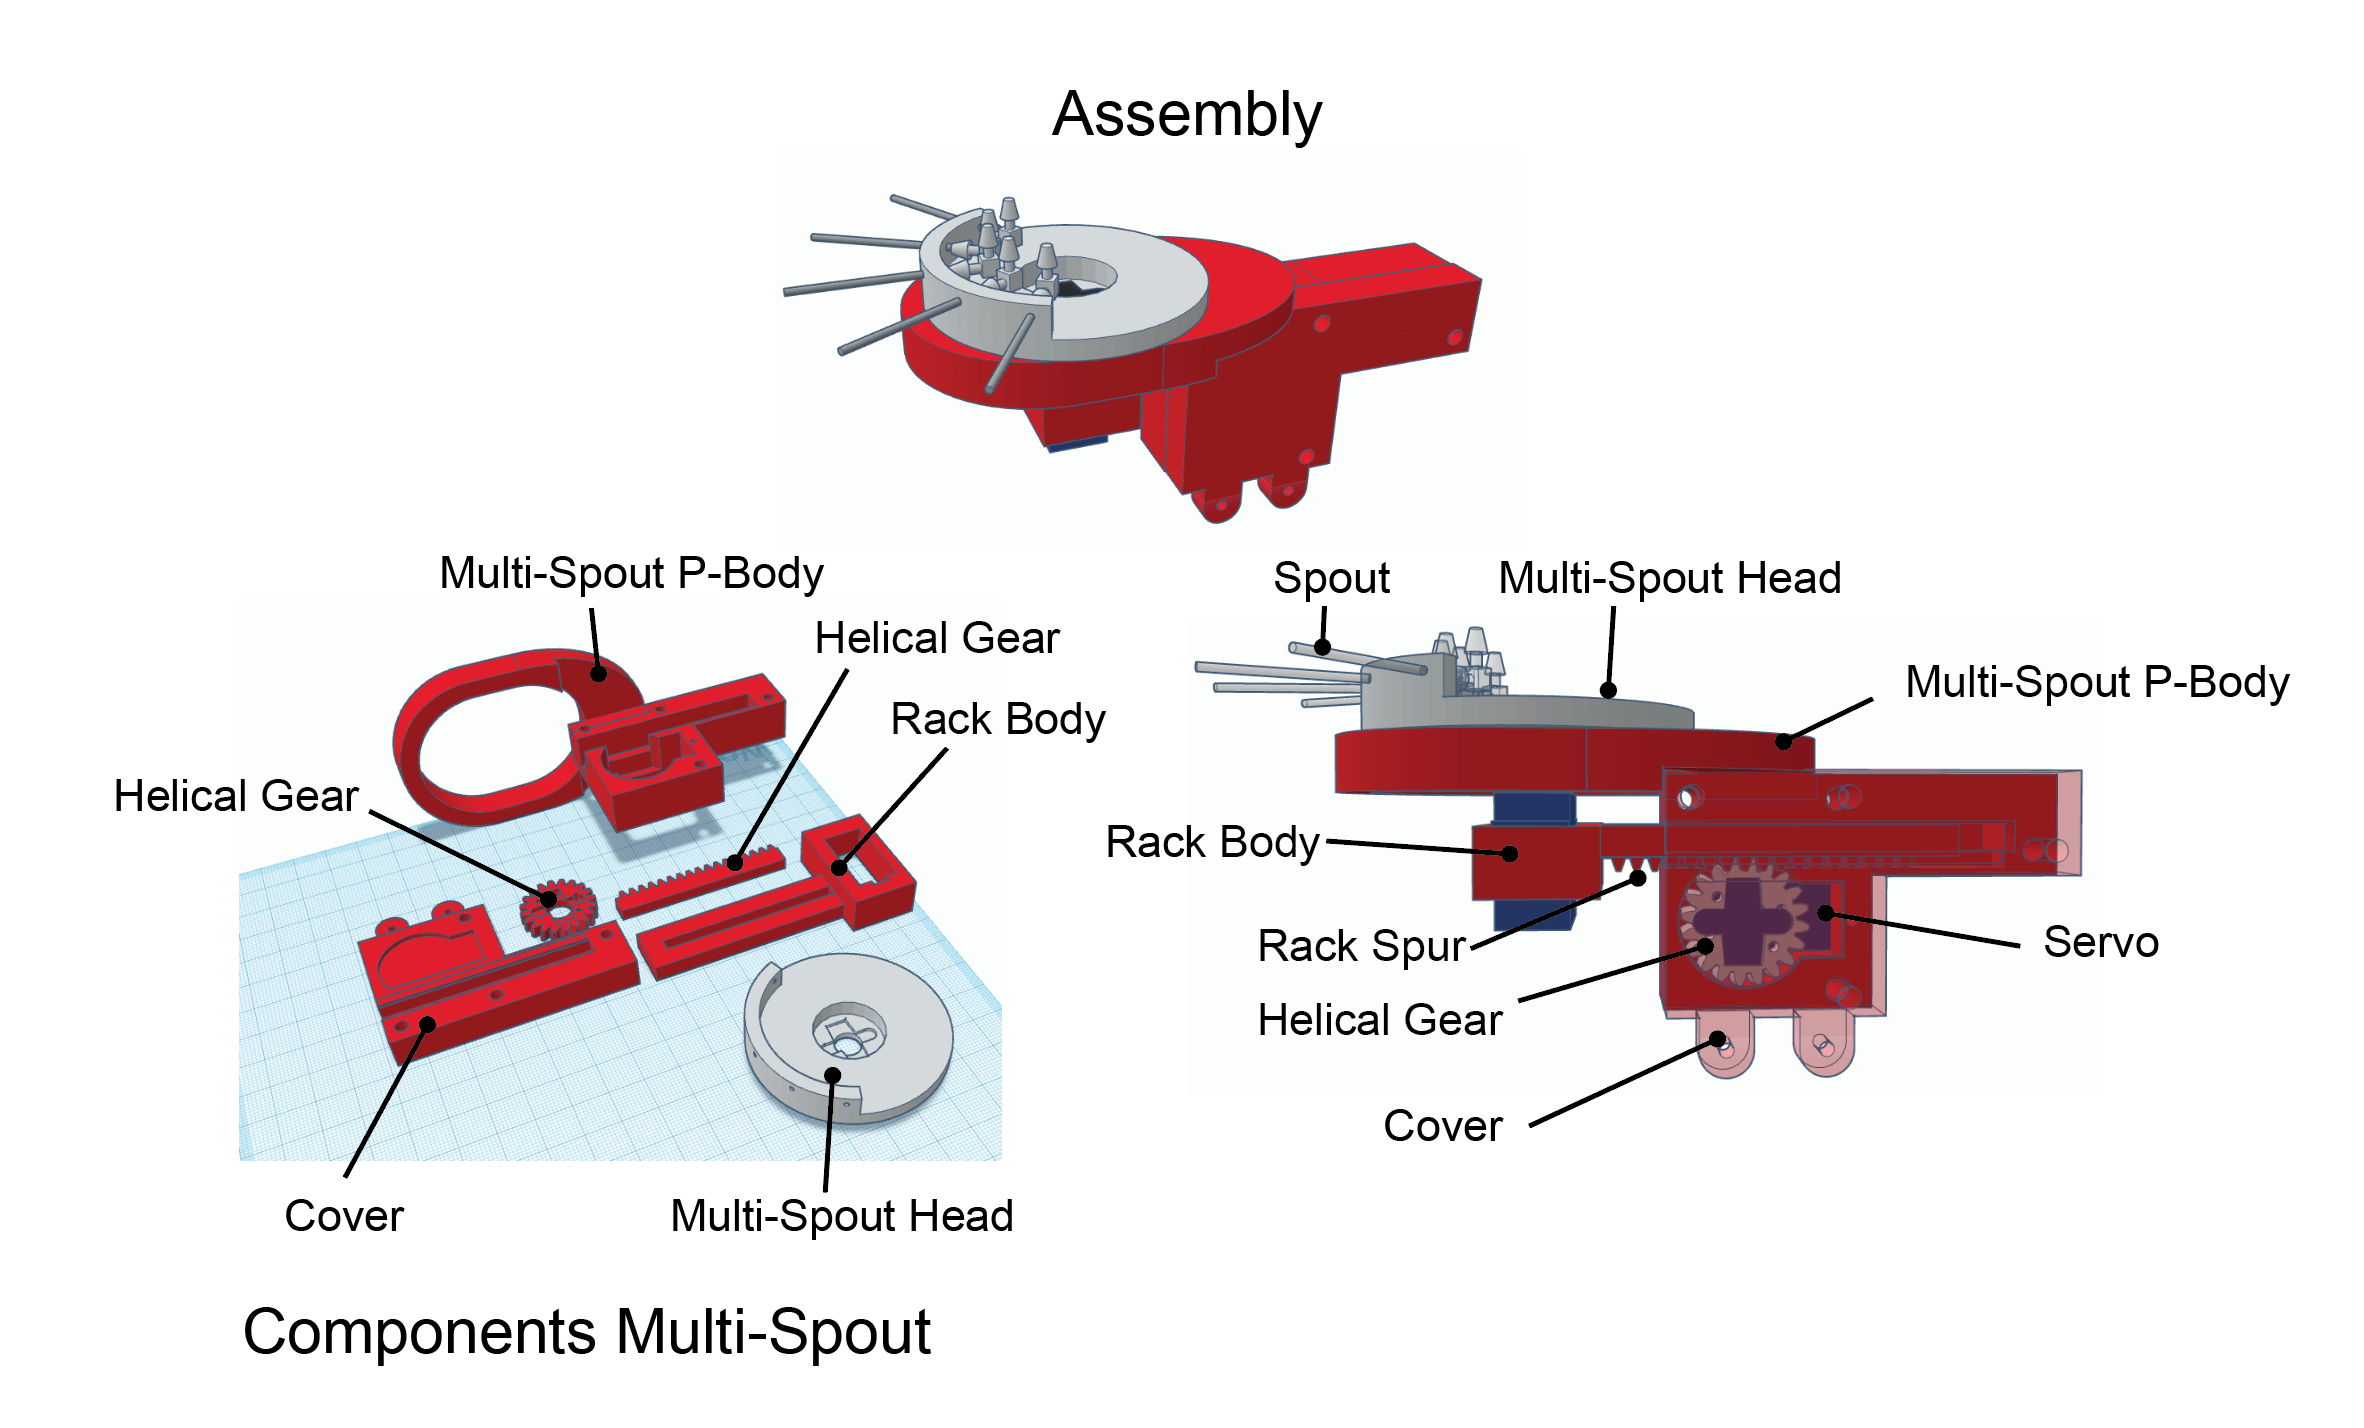 Assembly
Multi-Spout P-Body
Helical Gear
Rack Body
Helical Gear
Cover
Multi-Spout Head
Components Multi-Spout
Spout
Multi-Spout Head
Multi-Spout P-Body
Rack Body
Rack Spur
Servo
Helical Gear
Cover